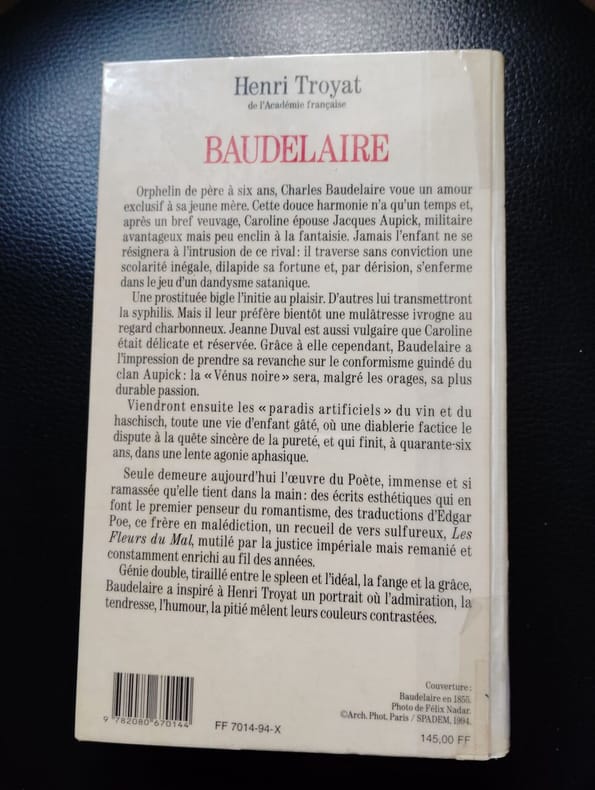 Henri Troyat
de l'Académie française
BAUDELAIRE
Orphelin de père à six ans, Charles Baudelaire voue un amour
exclusif à sa jeune mère. Cette douce harmonie n'a qu'un temps et,
après un bref veuvage, Caroline épouse Jacques Aupick, militaire
avantageux mais peu enclin à la fantaisie. Jamais l'enfant ne se
résignera à l'intrusion de ce rival : il traverse sans conviction une
scolarité inégale, dilapide sa fortune et, par dérision, s'enferme
dans le jeu d'un dandysme satanique.
Une prostituée bigle l'initie au plaisir. D'autres lui transmettront
la syphilis. Mais il leur préfère bientôt une mulâtresse ivrogne au
regard charbonneux. Jeanne Duval est aussi vulgaire que Caroline
était délicate et réservée. Grâce à elle cependant, Baudelaire a
l'impression de prendre sa revanche sur le conformisme guindé du
clan Aupick : la « Vénus noire » sera, malgré les orages, sa plus
durable passion.
Viendront ensuite les « paradis artificiels » du vin et du
haschisch, toute une vie d'enfant gâté, où une diablerie factice le
dispute à la quête sincère de la pureté, et qui finit, à quarante-six
ans, dans une lente agonie aphasique.
Seule demeure aujourd'hui l'œuvre du Poète, immense et si
ramassée qu'elle tient dans la main : des écrits esthétiques qui en
font le premier penseur du romantisme, des traductions d'Edgar
Poe, ce frère en malédiction, un recueil de vers sulfureux, Les
Fleurs du Mal, mutilé par la justice impériale mais remanié et
constamment enrichi au fil des années.
Génie double, tiraillé entre le spleen et l'idéal, la fange et la grâce,
Baudelaire a inspiré à Henri Troyat un portrait où l'admiration, la
tendresse, l'humour, la pitié mêlent leurs couleurs contrastées.
Couverture :
Baudelaire en 1855.
Photo de Félix Nadar.
©Arch. Phot. Paris / SPADEM, 1994.
9 782080 670144
FF 7014-94-X
145,00 FF